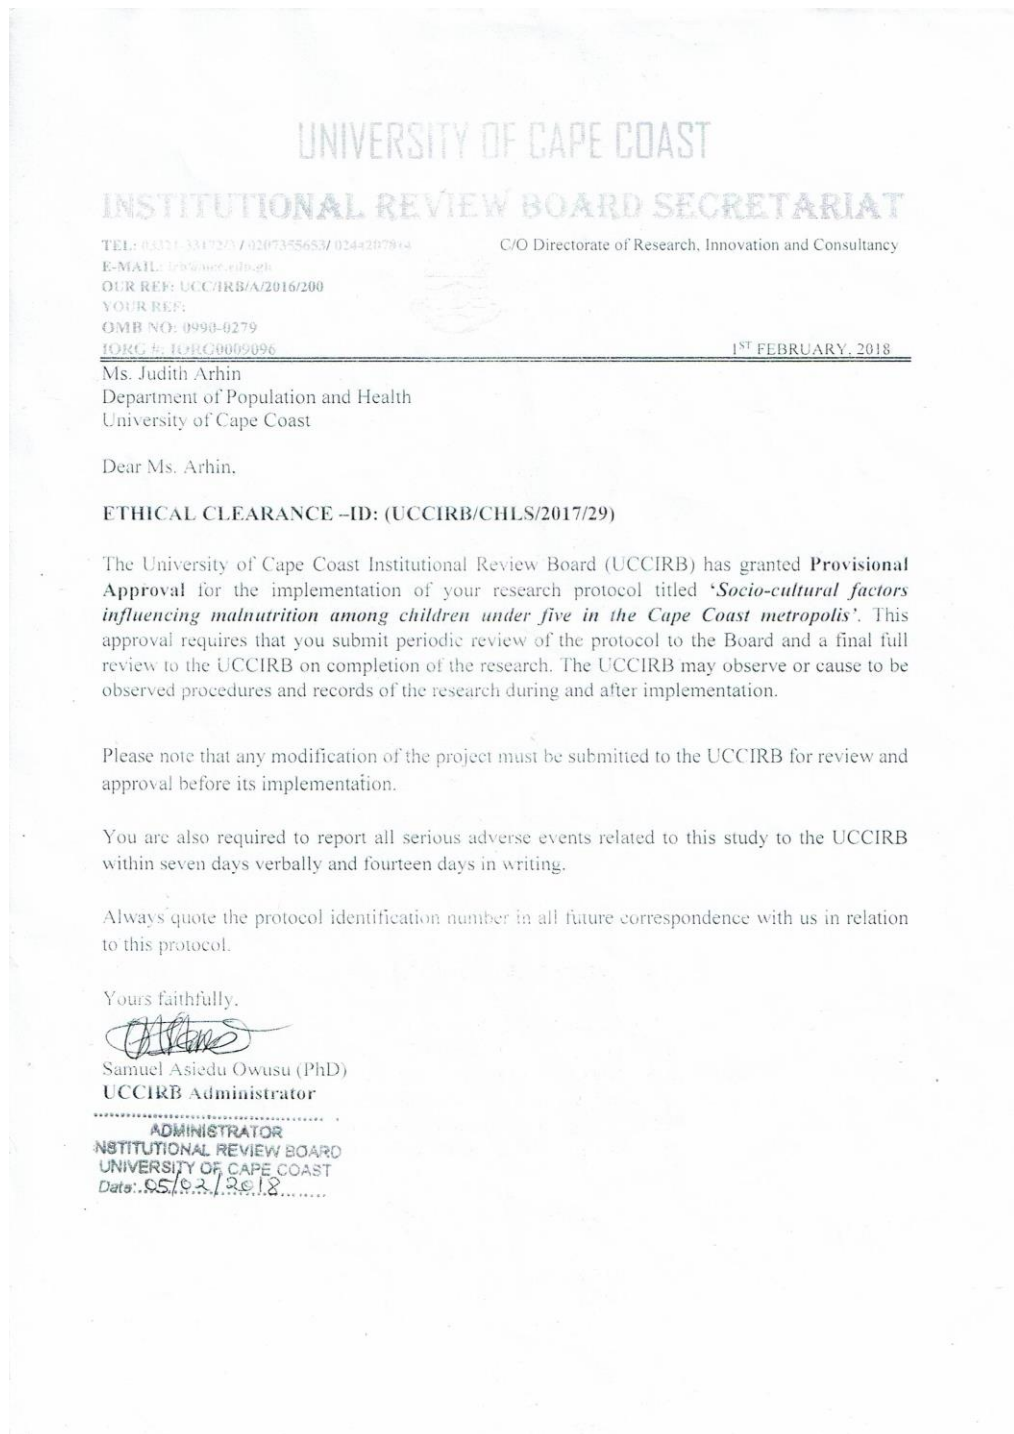 UNIVERSITY OF CAPE COAST
INSTITUTIONAL REVIEW BOARD SECRETARIAT
TEL: / 0207355653/ 0244207814
C/O Directorate of Research, Innovation and Consultancy
E-MAIL:
OUR REF: UCC/IRB/A/2016/200
YOUR REF:
OMB NO: 0990-0279
IORG #: IORG0009096
1ST FEBRUARY, 2018
Ms. Judith Arhin
Department of Population and Health
University of Cape Coast
Dear Ms. Arhin,
ETHICAL CLEARANCE –ID: (UCCIRB/CHLS/2017/29)
The University of Cape Coast Institutional Review Board (UCCIRB) has granted Provisional
Approval for the implementation of your research protocol titled ‘Socio-cultural factors
influencing malnutrition among children under five in the Cape Coast metropolis’. This
approval requires that you submit periodic review of the protocol to the Board and a final full
review to the UCCIRB on completion of the research. The UCCIRB may observe or cause to be
observed procedures and records of the research during and after implementation.
Please note that any modification of the project must be submitted to the UCCIRB for review and
approval before its implementation.
You are also required to report all serious adverse events related to this study to the UCCIRB
within seven days verbally and fourteen days in writing.
Always quote the protocol identification number in all future correspondence with us in relation
to this protocol.
Yours faithfully,
Samuel Asiedu Owusu (PhD)
UCCIRB Administrator
ADMINISTRATOR
NSTITUTIONAL REVIEW BOARD
UNIVERSITY OF CAPE COAST
Date: 05/02/2018